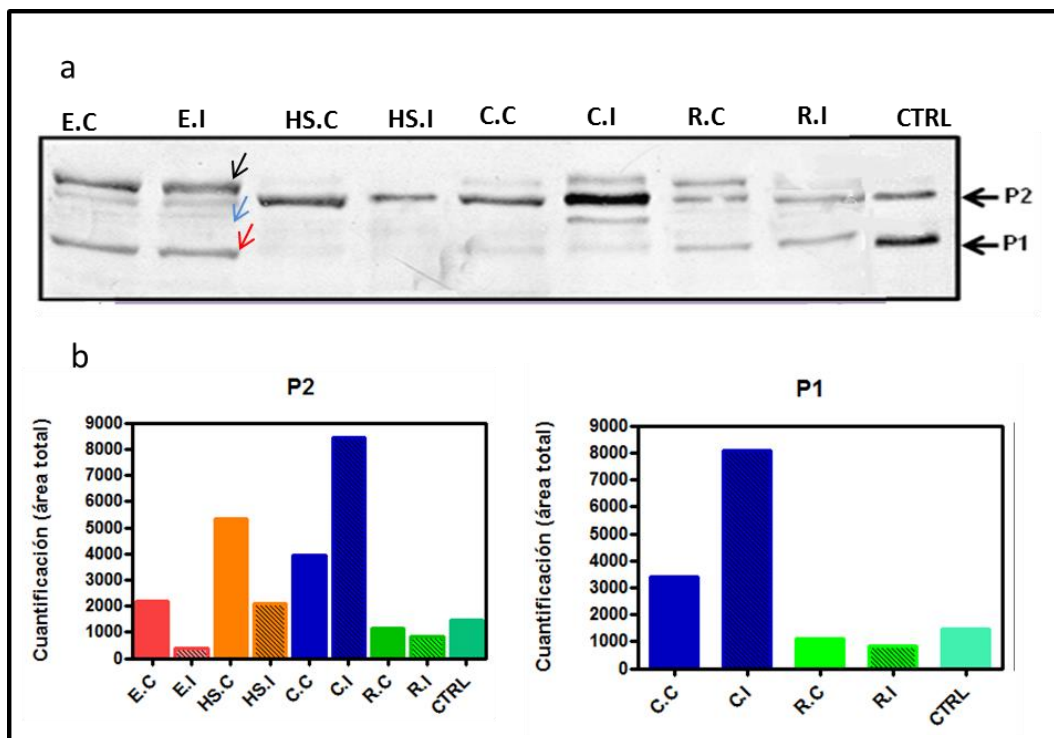 a
E.C E.I HS.C HS.I C.C C.I R.C R.I CTRL
P2
P1
b
P2
Cuantificación (área total)
9000
8000
7000
6000
5000
4000
3000
2000
1000
0
E.C E.I HS.C HS.I C.C C.I R.C R.I CTRL
P1
Cuantificación (área total)
9000
8000
7000
6000
5000
4000
3000
2000
1000
0
C.C C.I R.C R.I CTRL